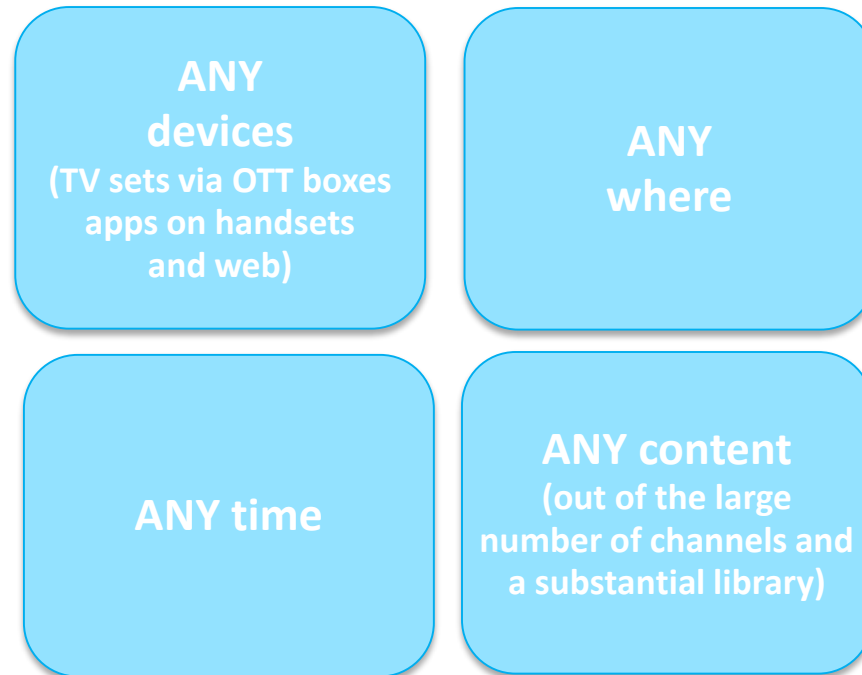 ANY
devices
(TV sets via OTT boxes
apps on handsets
and web)
ANY
where
ANY time
ANY content
(out of the large
number of channels and
a substantial library)